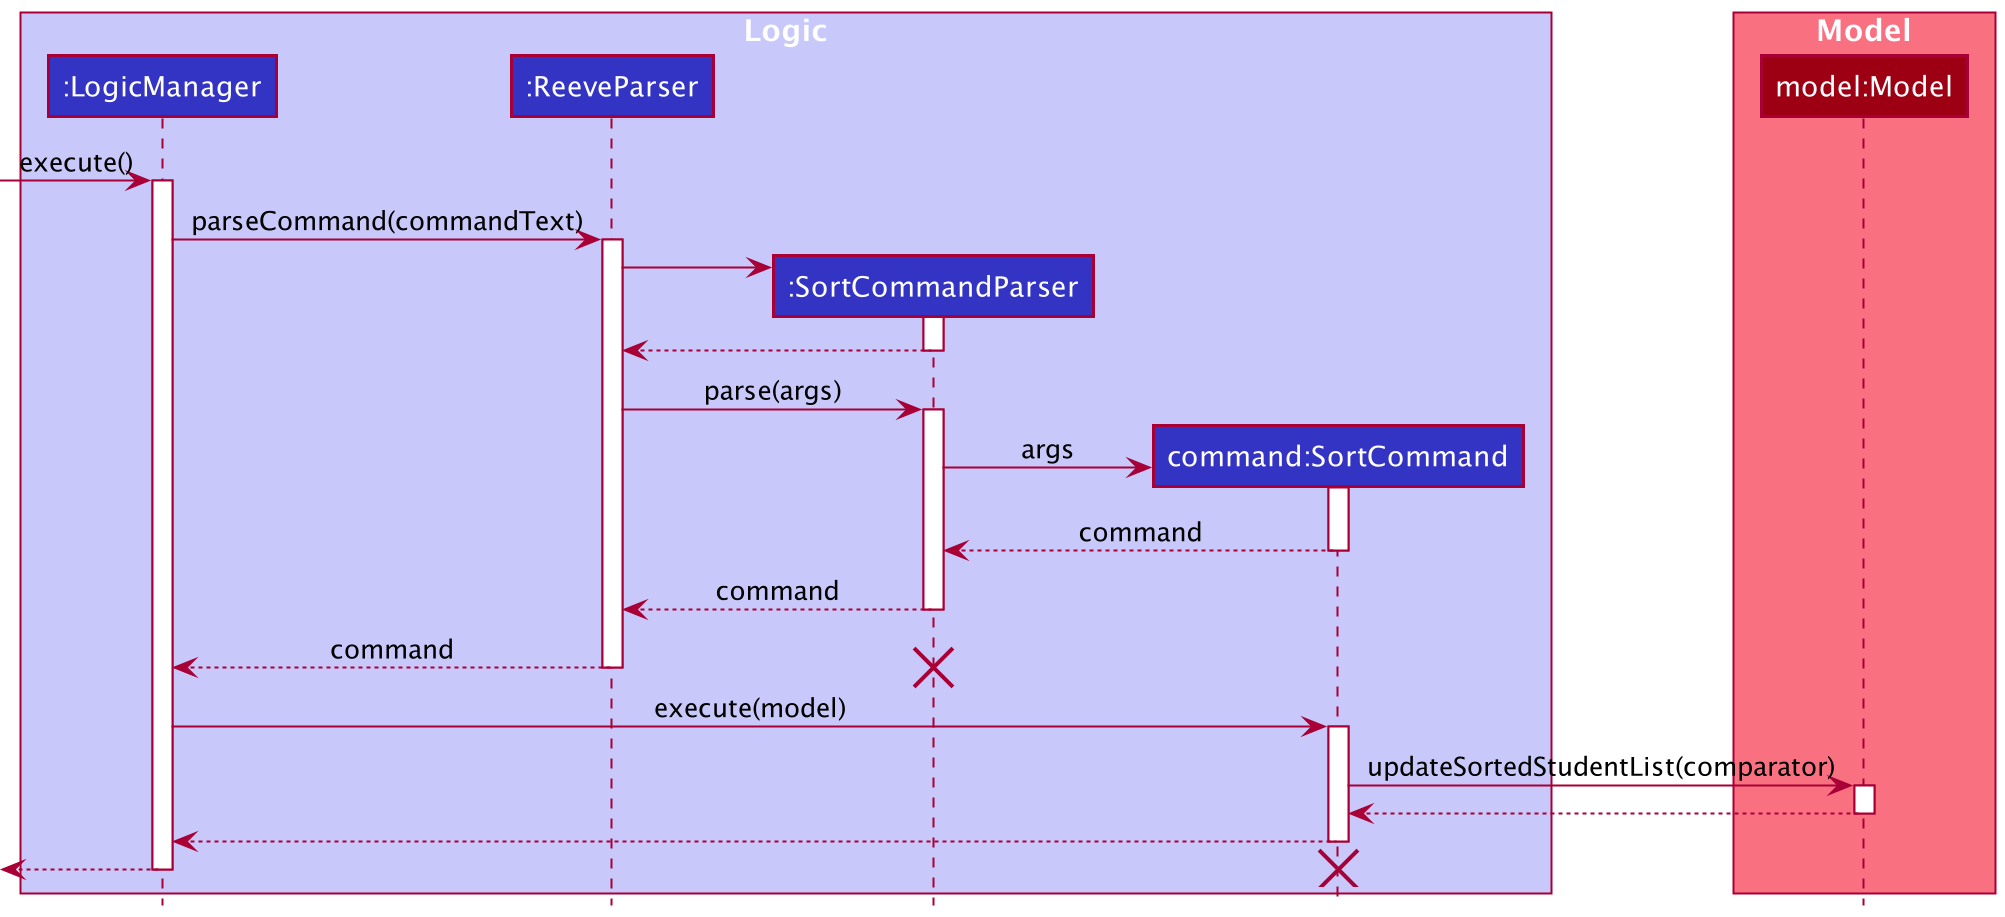 Logic
Model
:LogicManager
:ReeveParser
model:Model
execute()
parseCommand(commandText)
:SortCommandParser
parse(args)
args
command:SortCommand
command
command
command
execute(model)
updateSortedStudentList(comparator)